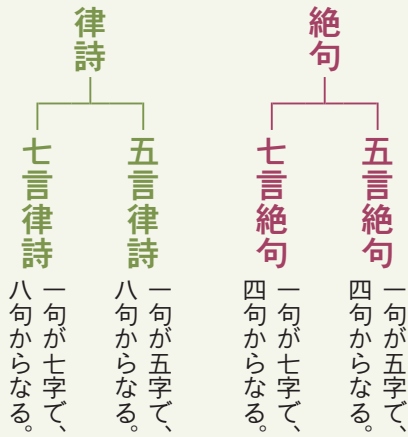 絶句
五言絶句
一句が五字で、
四句からなる。
七言絶句
一句が七字で、
四句からなる。
律詩
五言律詩
一句が五字で、
八句からなる。
七言律詩
一句が七字で、
八句からなる。